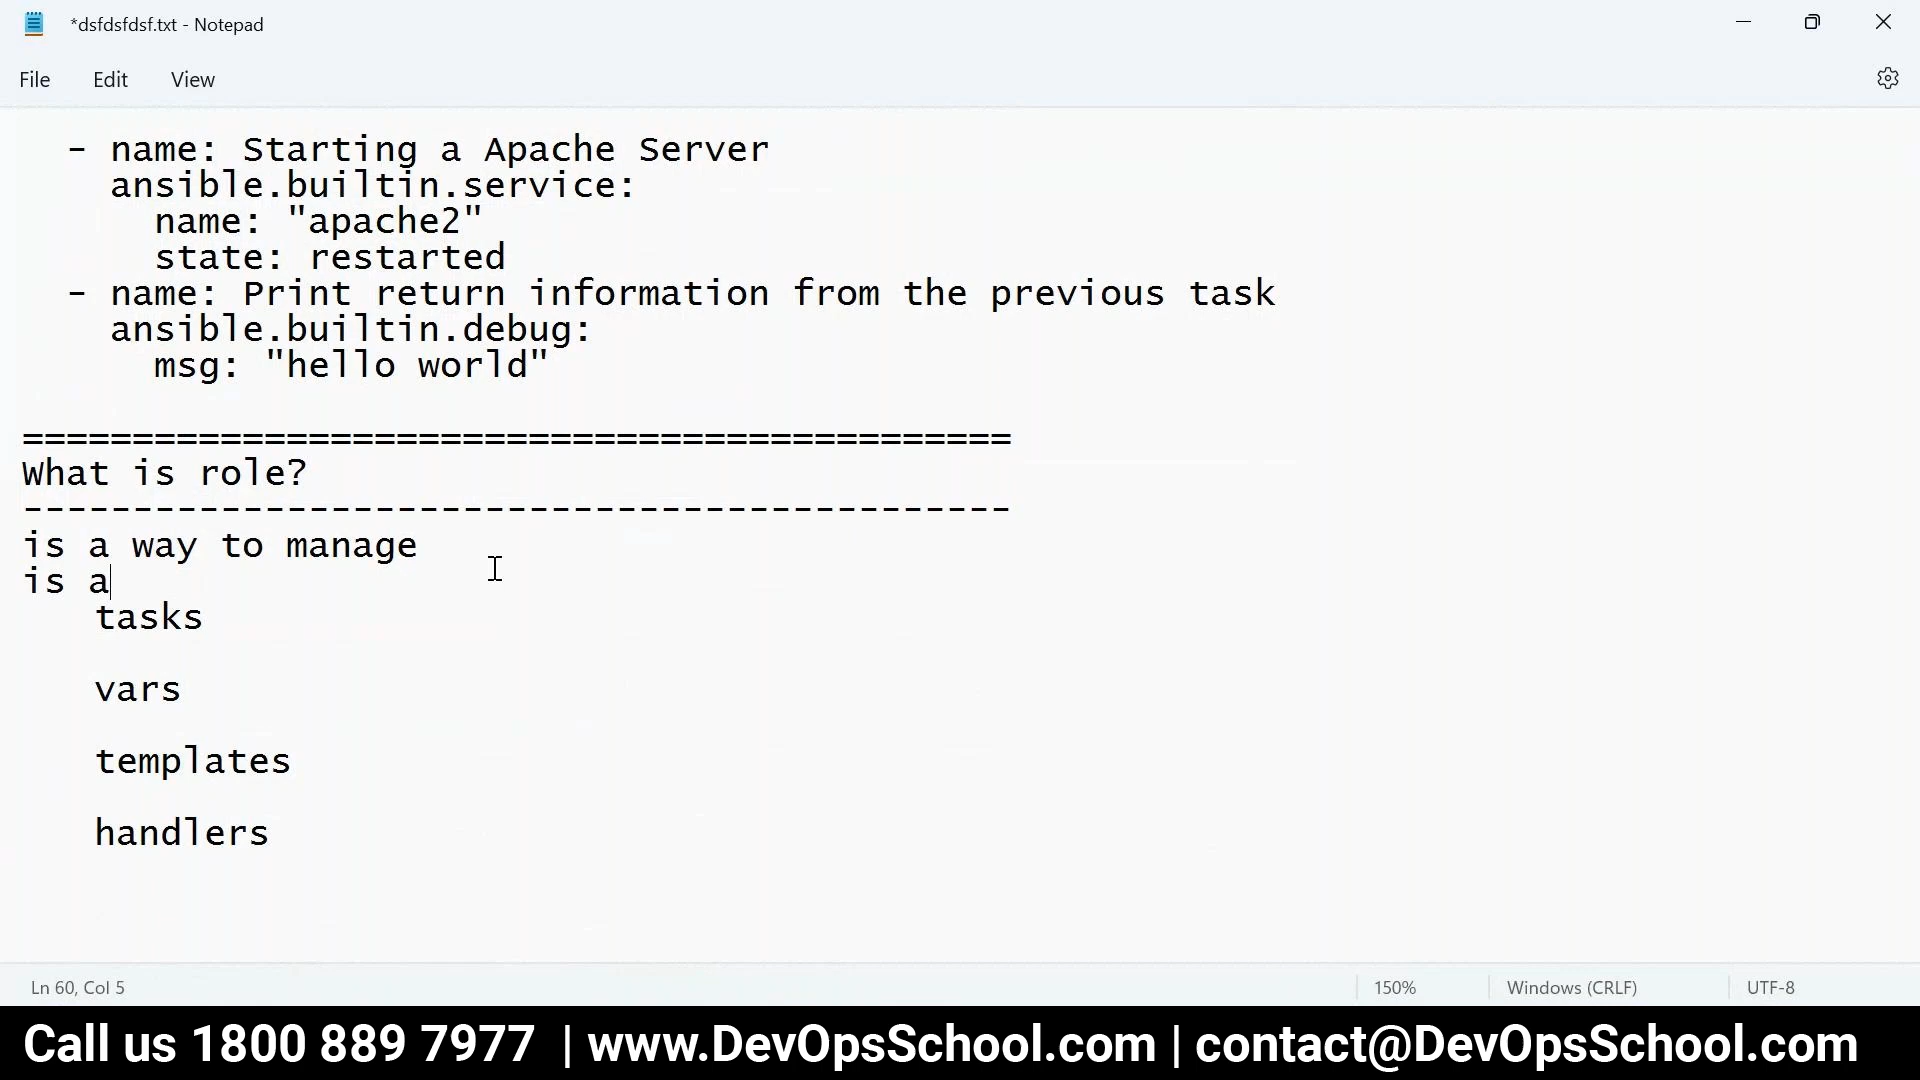 *dsfdsfdsf.txt - Notepad
File Edit View
- name: Starting a Apache Server
ansible.builtin.service:
name: "apache2"
state: restarted
- name: Print return information from the previous task
ansible.builtin.debug:
msg: "hello world"
=============================================
What is role?
---------------------------------------------
is a way to manage
is a
tasks
vars
templates
handlers
Ln 60, Col 5 150% Windows (CRLF) UTF-8
Call us 1800 889 7977 | www.DevOpsSchool.com | contact@DevOpsSchool.com